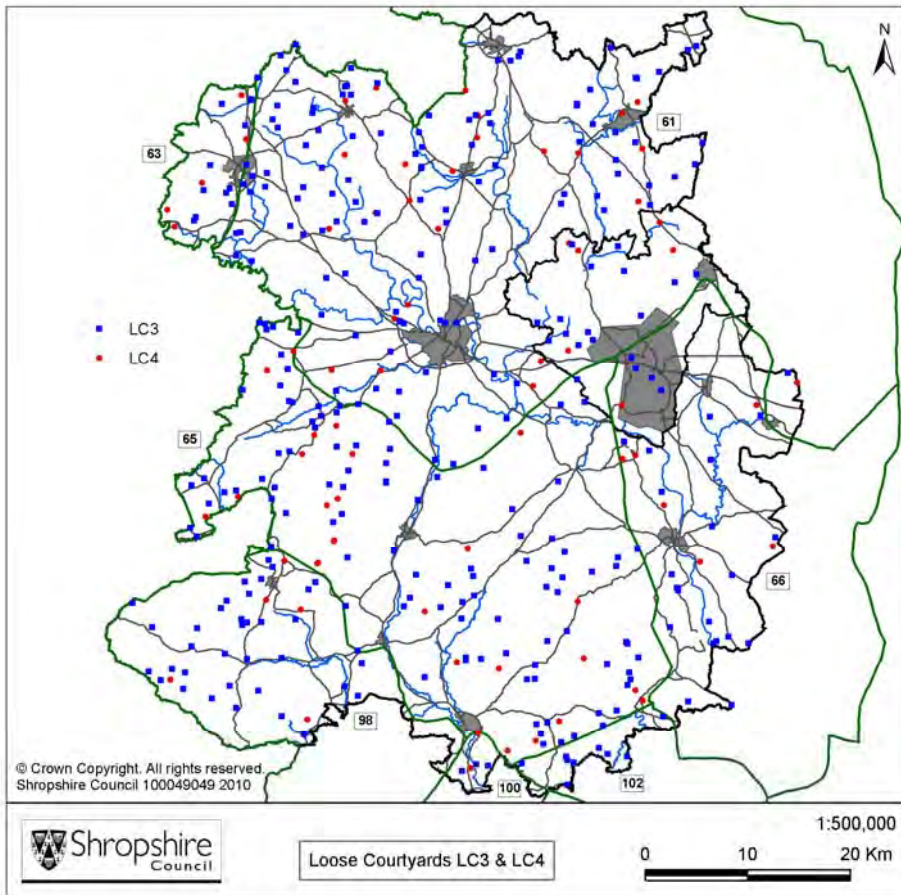 N
61
63
LC3
LC4
65
66
98
© Crown Copyright. All rights reserved.
Shropshire Council 100049049 2010
100
102
Shropshire
Council
Loose Courtyards LC3 & LC4
1:500,000
0 10 20 Km